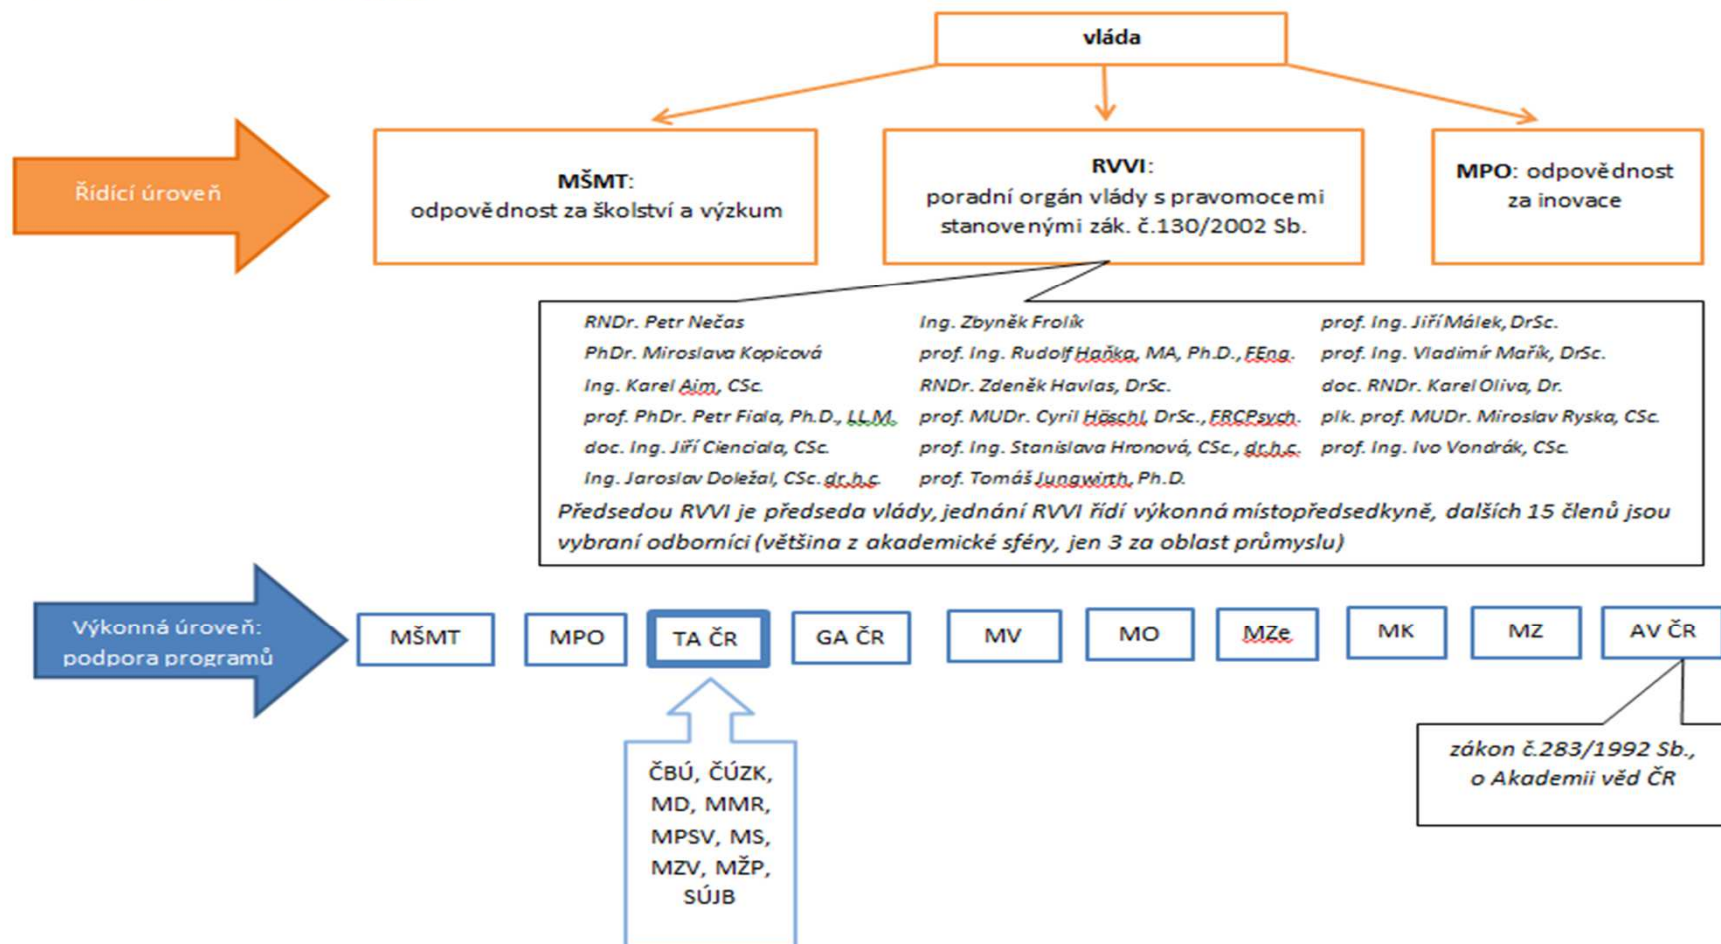 vláda
Řídící úroveň
MŠMT:
odpovědnost za školství a výzkum
RVVI:
poradní orgán vlády s pravomocemi
stanovenými zák. č.130/2002 Sb.
MPO: odpovědnost
za inovace
RNDr. Petr Nečas
PhDr. Miroslava Kopicová
Ing. Karel Aim, CSc.
prof. PhDr. Petr Fiala, Ph.D., LL.M.
doc. Ing. Jiří Cienciala, CSc.
Ing. Jaroslav Doležal, CSc. dr.h.c.
Ing. Zbyněk Frolík
prof. Ing. Rudolf Haňka, MA, Ph.D., FEng.
RNDr. Zdeněk Havlas, DrSc.
prof. MUDr. Cyril Höschl, DrSc., FRCPsych.
prof. Ing. Stanislava Hronová, CSc., dr.h.c.
prof. Tomáš Jungwirth, Ph.D.
prof. Ing. Jiří Málek, DrSc.
prof. Ing. Vladimír Mařík, DrSc.
doc. RNDr. Karel Oliva, Dr.
plk. prof. MUDr. Miroslav Ryska, CSc.
prof. Ing. Ivo Vondrák, CSc.
Předsedou RVVI je předseda vlády, jednání RVVI řídí výkonná místopředsedkyně, dalších 15 členů jsou
vybraní odborníci (většina z akademické sféry, jen 3 za oblast průmyslu)
Výkonná úroveň:
podpora programů
MŠMT
MPO
TA ČR
GA ČR
MV
MO
MZe
MK
MZ
AV ČR
ČBÚ, ČÚZK,
MD, MMR,
MPSV, MS,
MZV, MŽP,
SÚJB
zákon č.283/1992 Sb.,
o Akademii věd ČR